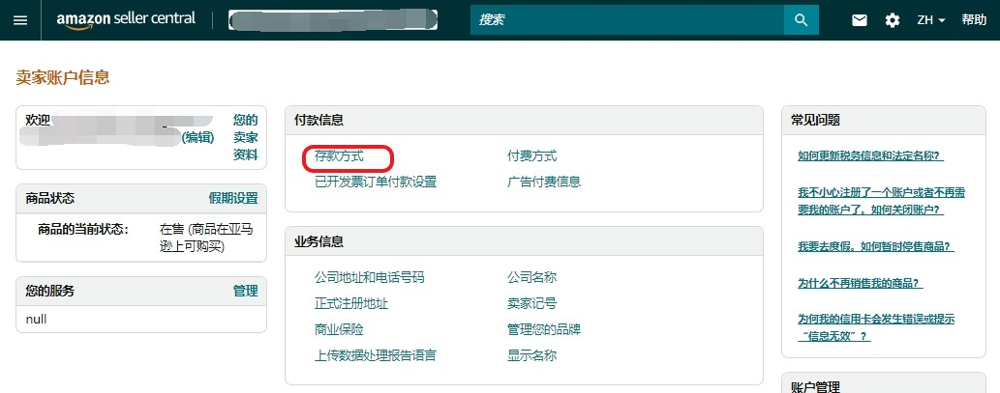 amazon seller central
搜索
ZH
帮助
卖家账户信息
欢迎
(编辑)
您的
卖家
资料
商品状态
假期设置
商品的当前状态：
在售 (商品在亚马
逊上可购买)
您的服务
管理
null
付款信息
存款方式
付费方式
已开发票订单付款设置
广告付费信息
业务信息
公司地址和电话号码
公司名称
正式注册地址
卖家记号
商业保险
管理您的品牌
上传数据处理报告语言
显示名称
常见问题
如何更新税务信息和法定名称？
我不小心注册了一个账户或者不再需
要我的账户了。如何关闭账户？
我要去度假。如何暂时停售商品？
为什么不再销售我的商品？
为何我的信用卡会发生错误或提示
“信息无效”？
账户管理